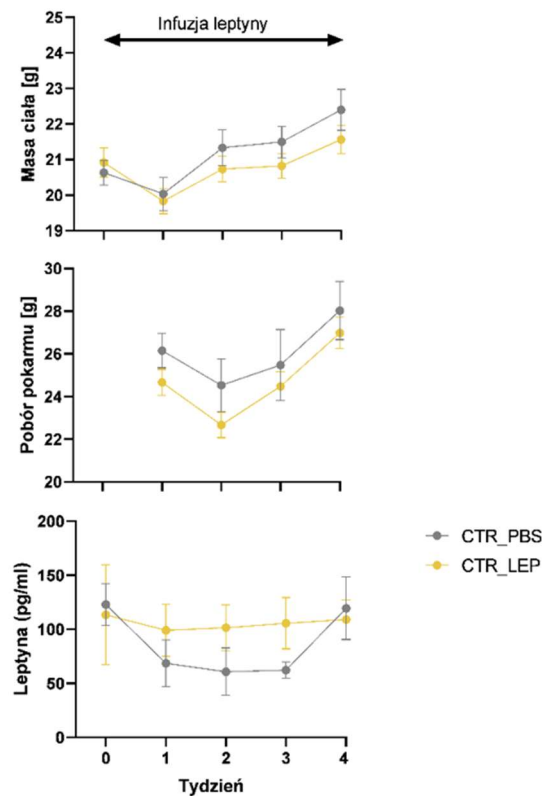 Infuzja leptyny
Masa ciała [g]
25
24
23
22
21
20
19
Pobór pokarmu [g]
30
28
26
24
22
20
Leptyna (pg/ml)
200
150
100
50
0
0 1 2 3 4
Tydzień
CTR_PBS
CTR_LEP